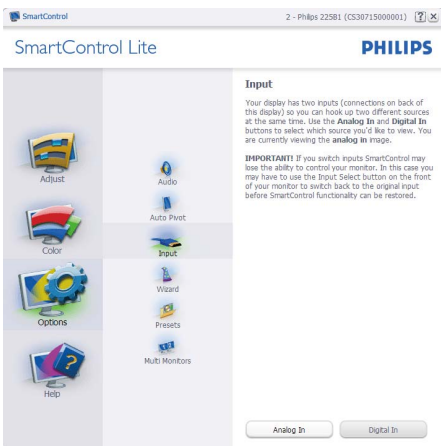 SmartControl
2 - Philips 225B1 (CS30715000001)
?
SmartControl Lite
PHILIPS
Adjust
Color
Options
Help
Audio
Auto Pivot
Input
Wizard
Presets
Multi Monitors
Input
Your display has two inputs (connections on back of
this display) so you can hook up two different sources
at the same time. Use the Analog In and Digital In
buttons to select which source you'd like to view. You
are currently viewing the analog in image.
IMPORTANT! If you switch inputs SmartControl may
lose the ability to control your monitor. In this case you
may have to use the Input Select button on the front
of your monitor to switch back to the original input
before SmartControl functionality can be restored.
Analog In
Digital In